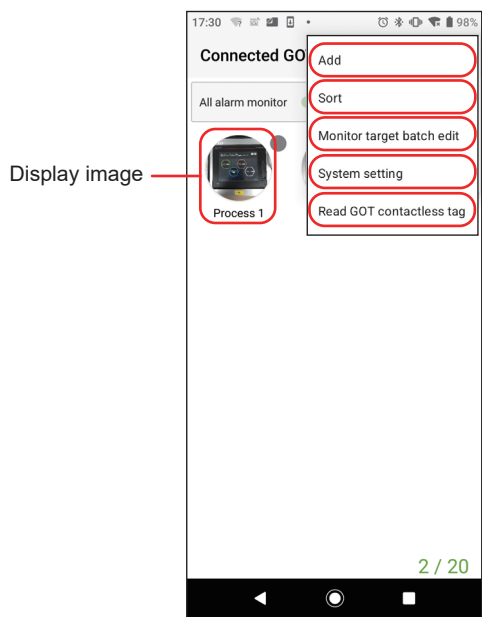 17:30
98%
Connected GO
Add
All alarm monitor
Sort
Monitor target batch edit
System setting
Read GOT contactless tag
Display image
Process 1
2 / 20